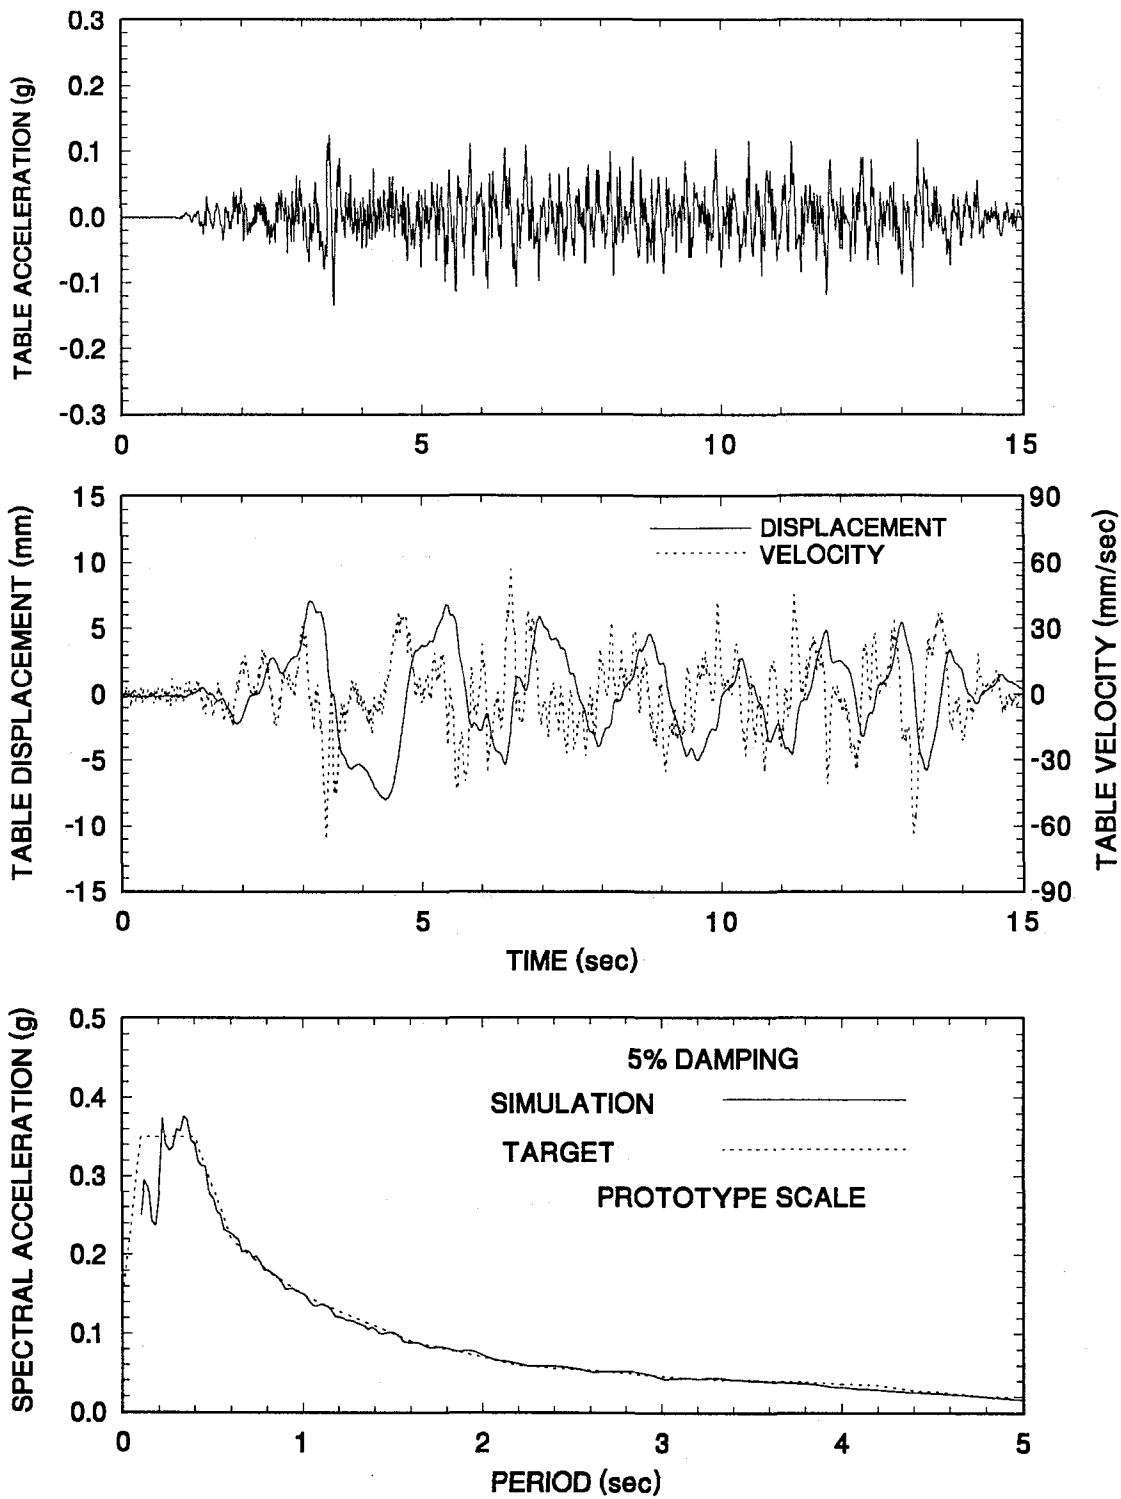 TABLE ACCELERATION (g)
0.3
0.2
0.1
0.0
-0.1
-0.2
-0.3
0 5 10 15
TABLE DISPLACEMENT (mm)
15
10
5
0
-5
-10
-15
DISPLACEMENT
VELOCITY
90
60
30
0
-30
-60
-90
TABLE VELOCITY (mm/sec)
0 5 10 15
TIME (sec)
SPECTRAL ACCELERATION (g)
0.5
0.4
0.3
0.2
0.1
0.0
5% DAMPING
SIMULATION
TARGET
PROTOTYPE SCALE
0 1 2 3 4 5
PERIOD (sec)